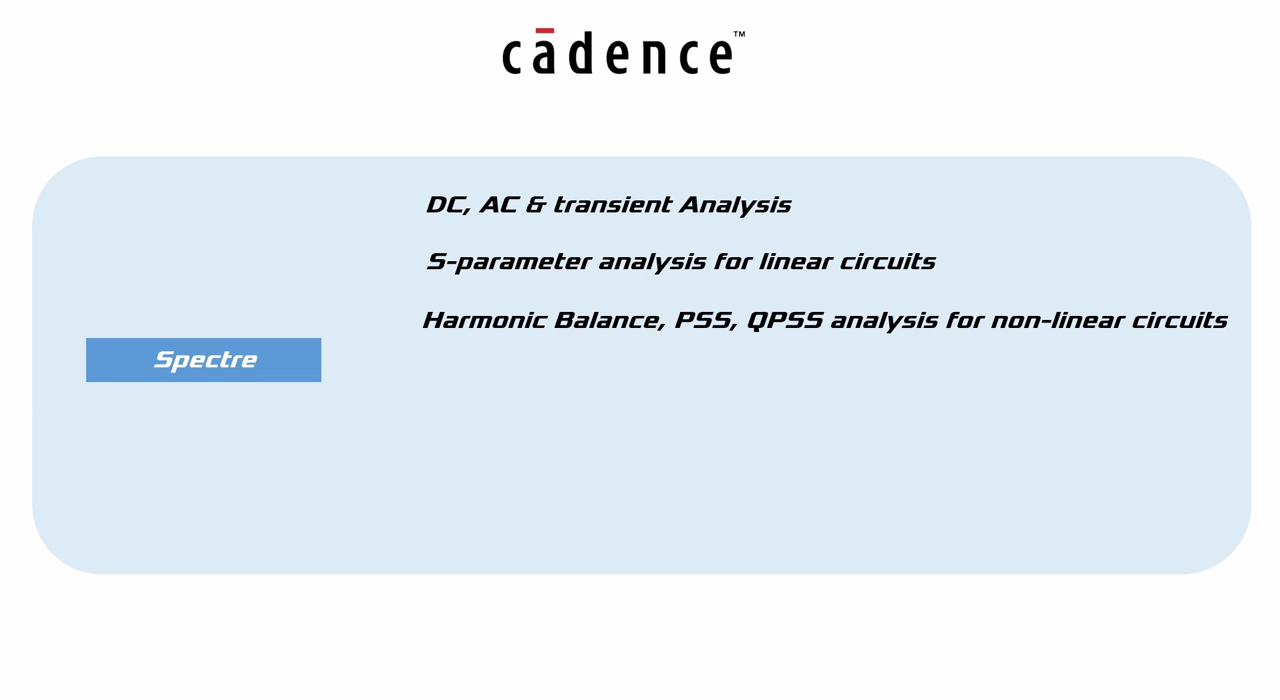 cādence™
DC, AC & transient Analysis
S-parameter analysis for linear circuits
Harmonic Balance, PSS, QPSS analysis for non-linear circuits
Spectre